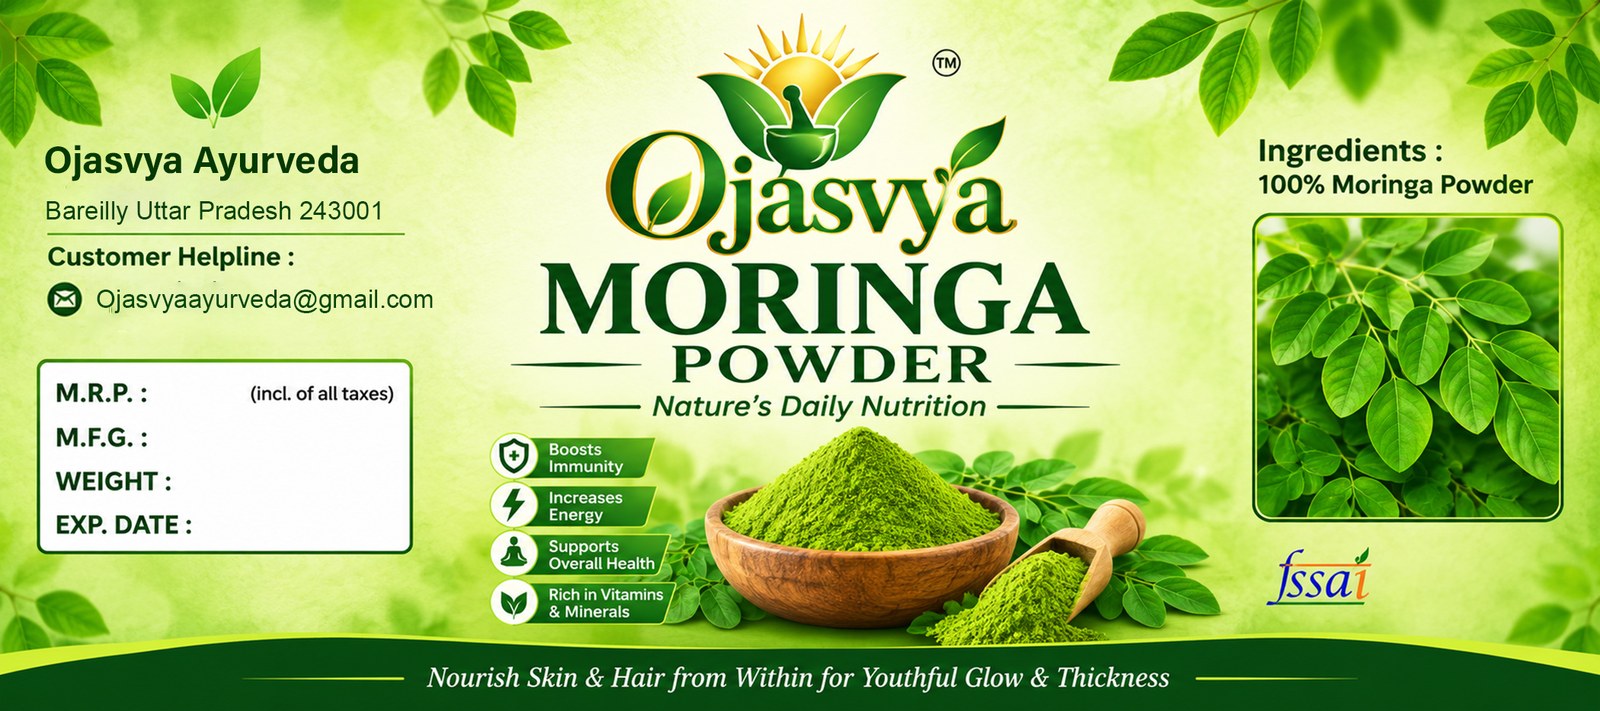 Ojasvya Ayurveda
Bareilly Uttar Pradesh 243001
Customer Helpline :
Ojasvyaayurveda@gmail.com
M.R.P. : (incl. of all taxes)
M.F.G. :
WEIGHT :
EXP. DATE :
TM
Ojasvya
MORINGA
POWDER
Nature's Daily Nutrition
Boosts
Immunity
Increases
Energy
Supports
Overall Health
Rich in Vitamins
& Minerals
Ingredients :
100% Moringa Powder
fssai
Nourish Skin & Hair from Within for Youthful Glow & Thickness